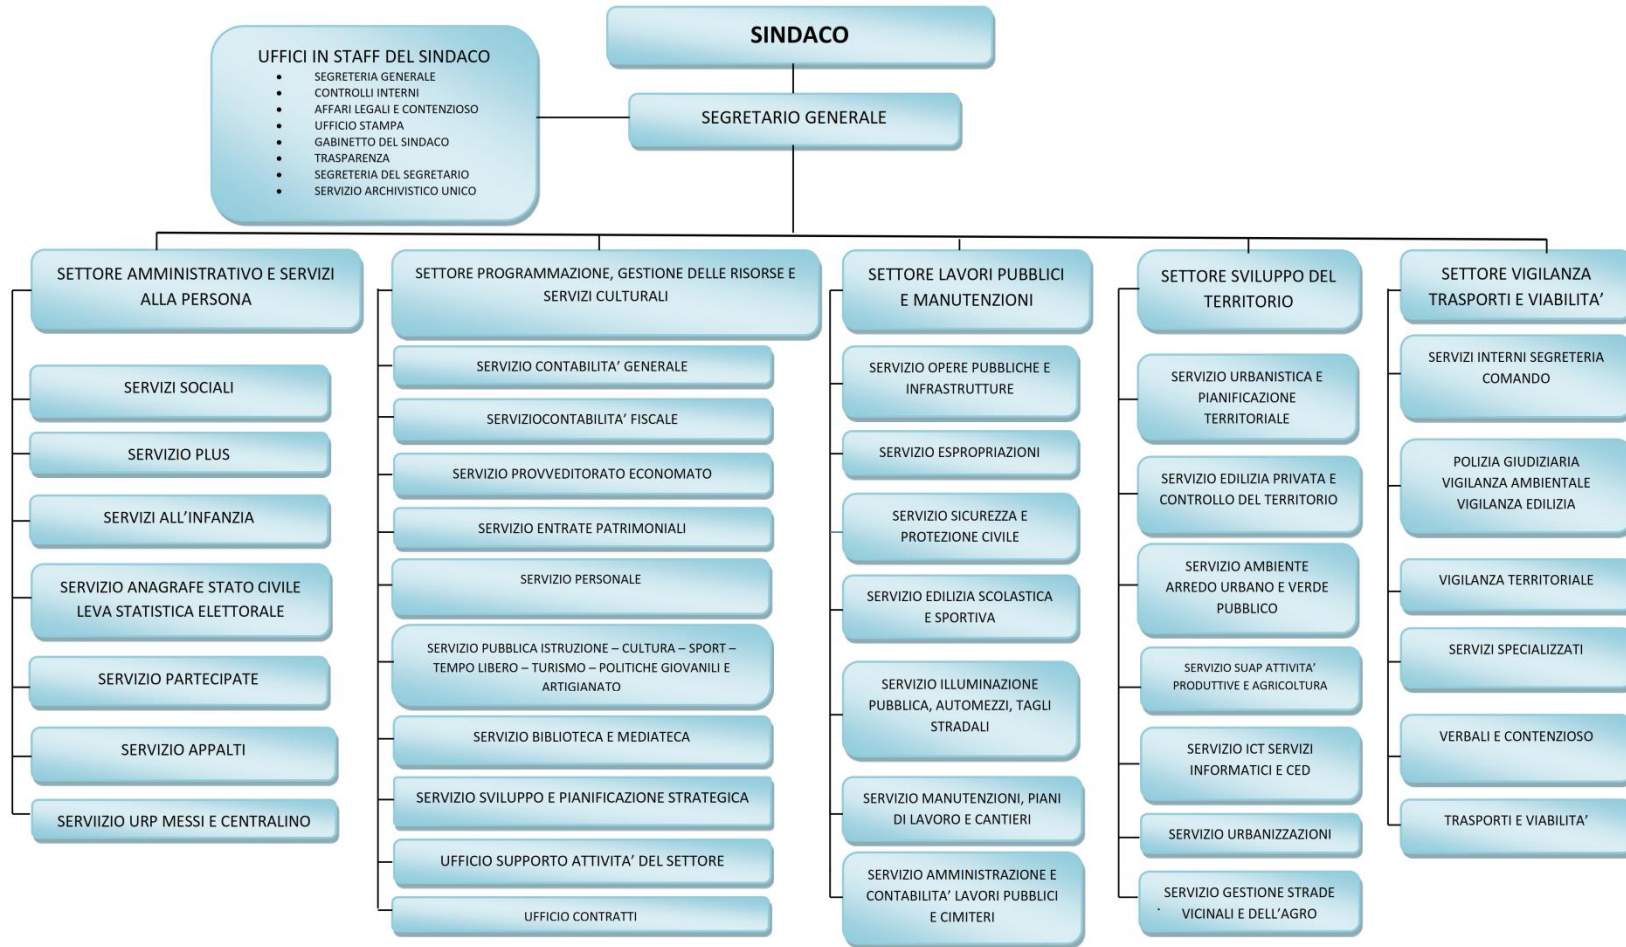 SINDACO
UFFICI IN STAFF DEL SINDACO
• SEGRETERIA GENERALE
• CONTROLLI INTERNI
• AFFARI LEGALI E CONTENZIOSO
• UFFICIO STAMPA
• GABINETTO DEL SINDACO
• TRASPARENZA
• SEGRETERIA DEL SEGRETARIO
• SERVIZIO ARCHIVISTICO UNICO
SEGRETARIO GENERALE
SETTORE AMMINISTRATIVO E SERVIZI
ALLA PERSONA
SERVIZI SOCIALI
SERVIZIO PLUS
SERVIZI ALL’INFANZIA
SERVIZIO ANAGRAFE STATO CIVILE
LEVA STATISTICA ELETTORALE
SERVIZIO PARTECIPATE
SERVIZIO APPALTI
SERVIIZIO URP MESSI E CENTRALINO
SETTORE PROGRAMMAZIONE, GESTIONE DELLE RISORSE E
SERVIZI CULTURALI
SERVIZIO CONTABILITA’ GENERALE
SERVIZIOCONTABILITA’ FISCALE
SERVIZIO PROVVEDITORATO ECONOMATO
SERVIZIO ENTRATE PATRIMONIALI
SERVIZIO PERSONALE
SERVIZIO PUBBLICA ISTRUZIONE – CULTURA – SPORT –
TEMPO LIBERO – TURISMO – POLITICHE GIOVANILI E
ARTIGIANATO
SERVIZIO BIBLIOTECA E MEDIATECA
SERVIZIO SVILUPPO E PIANIFICAZIONE STRATEGICA
UFFICIO SUPPORTO ATTIVITA’ DEL SETTORE
UFFICIO CONTRATTI
SETTORE LAVORI PUBBLICI
E MANUTENZIONI
SERVIZIO OPERE PUBBLICHE E
INFRASTRUTTURE
SERVIZIO ESPROPRIAZIONI
SERVIZIO SICUREZZA E
PROTEZIONE CIVILE
SERVIZIO EDILIZIA SCOLASTICA
E SPORTIVA
SERVIZIO ILLUMINAZIONE
PUBBLICA, AUTOMEZZI, TAGLI
STRADALI
SERVIZIO MANUTENZIONI, PIANI
DI LAVORO E CANTIERI
SERVIZIO AMMINISTRAZIONE E
CONTABILITA’ LAVORI PUBBLICI
E CIMITERI
SETTORE SVILUPPO DEL
TERRITORIO
SERVIZIO URBANISTICA E
PIANIFICAZIONE
TERRITORIALE
SERVIZIO EDILIZIA PRIVATA E
CONTROLLO DEL TERRITORIO
SERVIZIO AMBIENTE
ARREDO URBANO E VERDE
PUBBLICO
SERVIZIO SUAP ATTIVITA’
PRODUTTIVE E AGRICOLTURA
SERVIZIO ICT SERVIZI
INFORMATICI E CED
SERVIZIO URBANIZZAZIONI
SERVIZIO GESTIONE STRADE
. VICINALI E DELL’AGRO
SETTORE VIGILANZA
TRASPORTI E VIABILITA’
SERVIZI INTERNI SEGRETERIA
COMANDO
POLIZIA GIUDIZIARIA
VIGILANZA AMBIENTALE
VIGILANZA EDILIZIA
VIGILANZA TERRITORIALE
SERVIZI SPECIALIZZATI
VERBALI E CONTENZIOSO
TRASPORTI E VIABILITA’